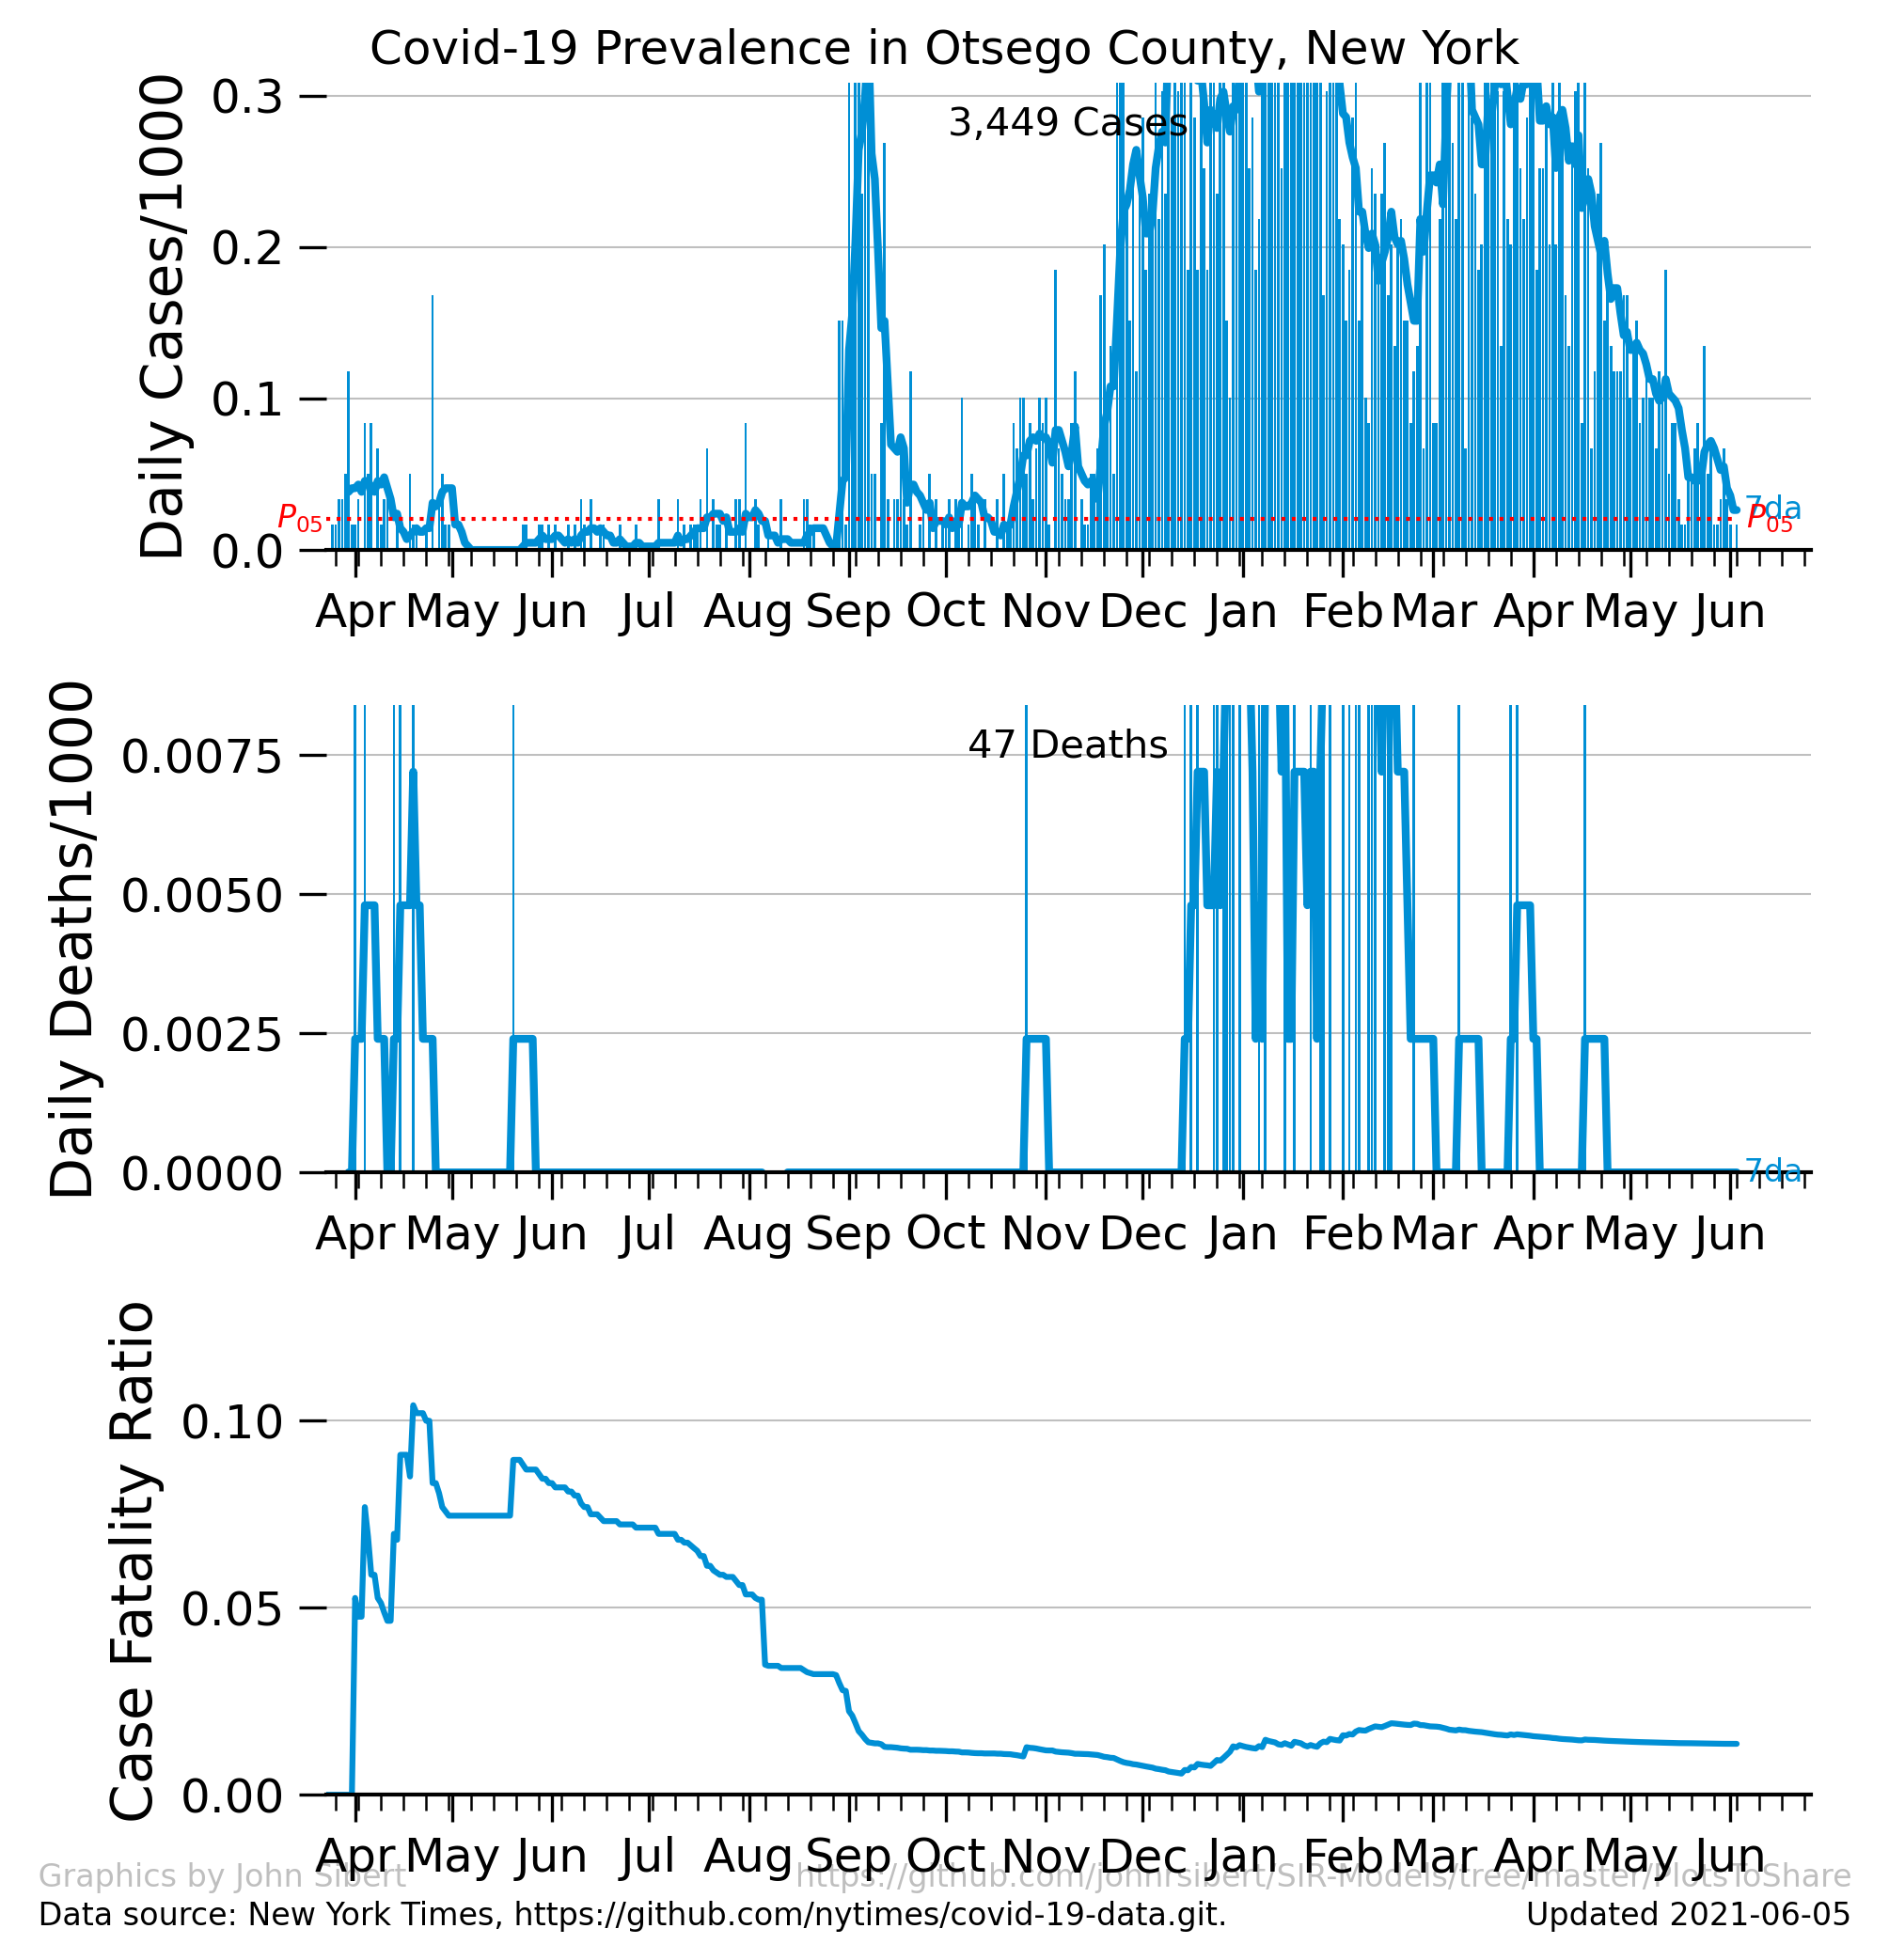 Covid-19 Prevalence in Otsego County, New York
Daily Cases/1000
0.3
0.2
0.1
0.0
3,449 Cases
P05
7da
P05
Apr May Jun Jul Aug Sep Oct Nov Dec Jan Feb Mar Apr May Jun
Daily Deaths/1000
0.0075
0.0050
0.0025
0.0000
47 Deaths
7da
Apr May Jun Jul Aug Sep Oct Nov Dec Jan Feb Mar Apr May Jun
Case Fatality Ratio
0.10
0.05
0.00
Apr May Jun Jul Aug Sep Oct Nov Dec Jan Feb Mar Apr May Jun
Graphics by John Sibert
https://github.com/johnrsibert/SIR-Models/tree/master/PlotsToShare
Data source: New York Times, https://github.com/nytimes/covid-19-data.git.
Updated 2021-06-05